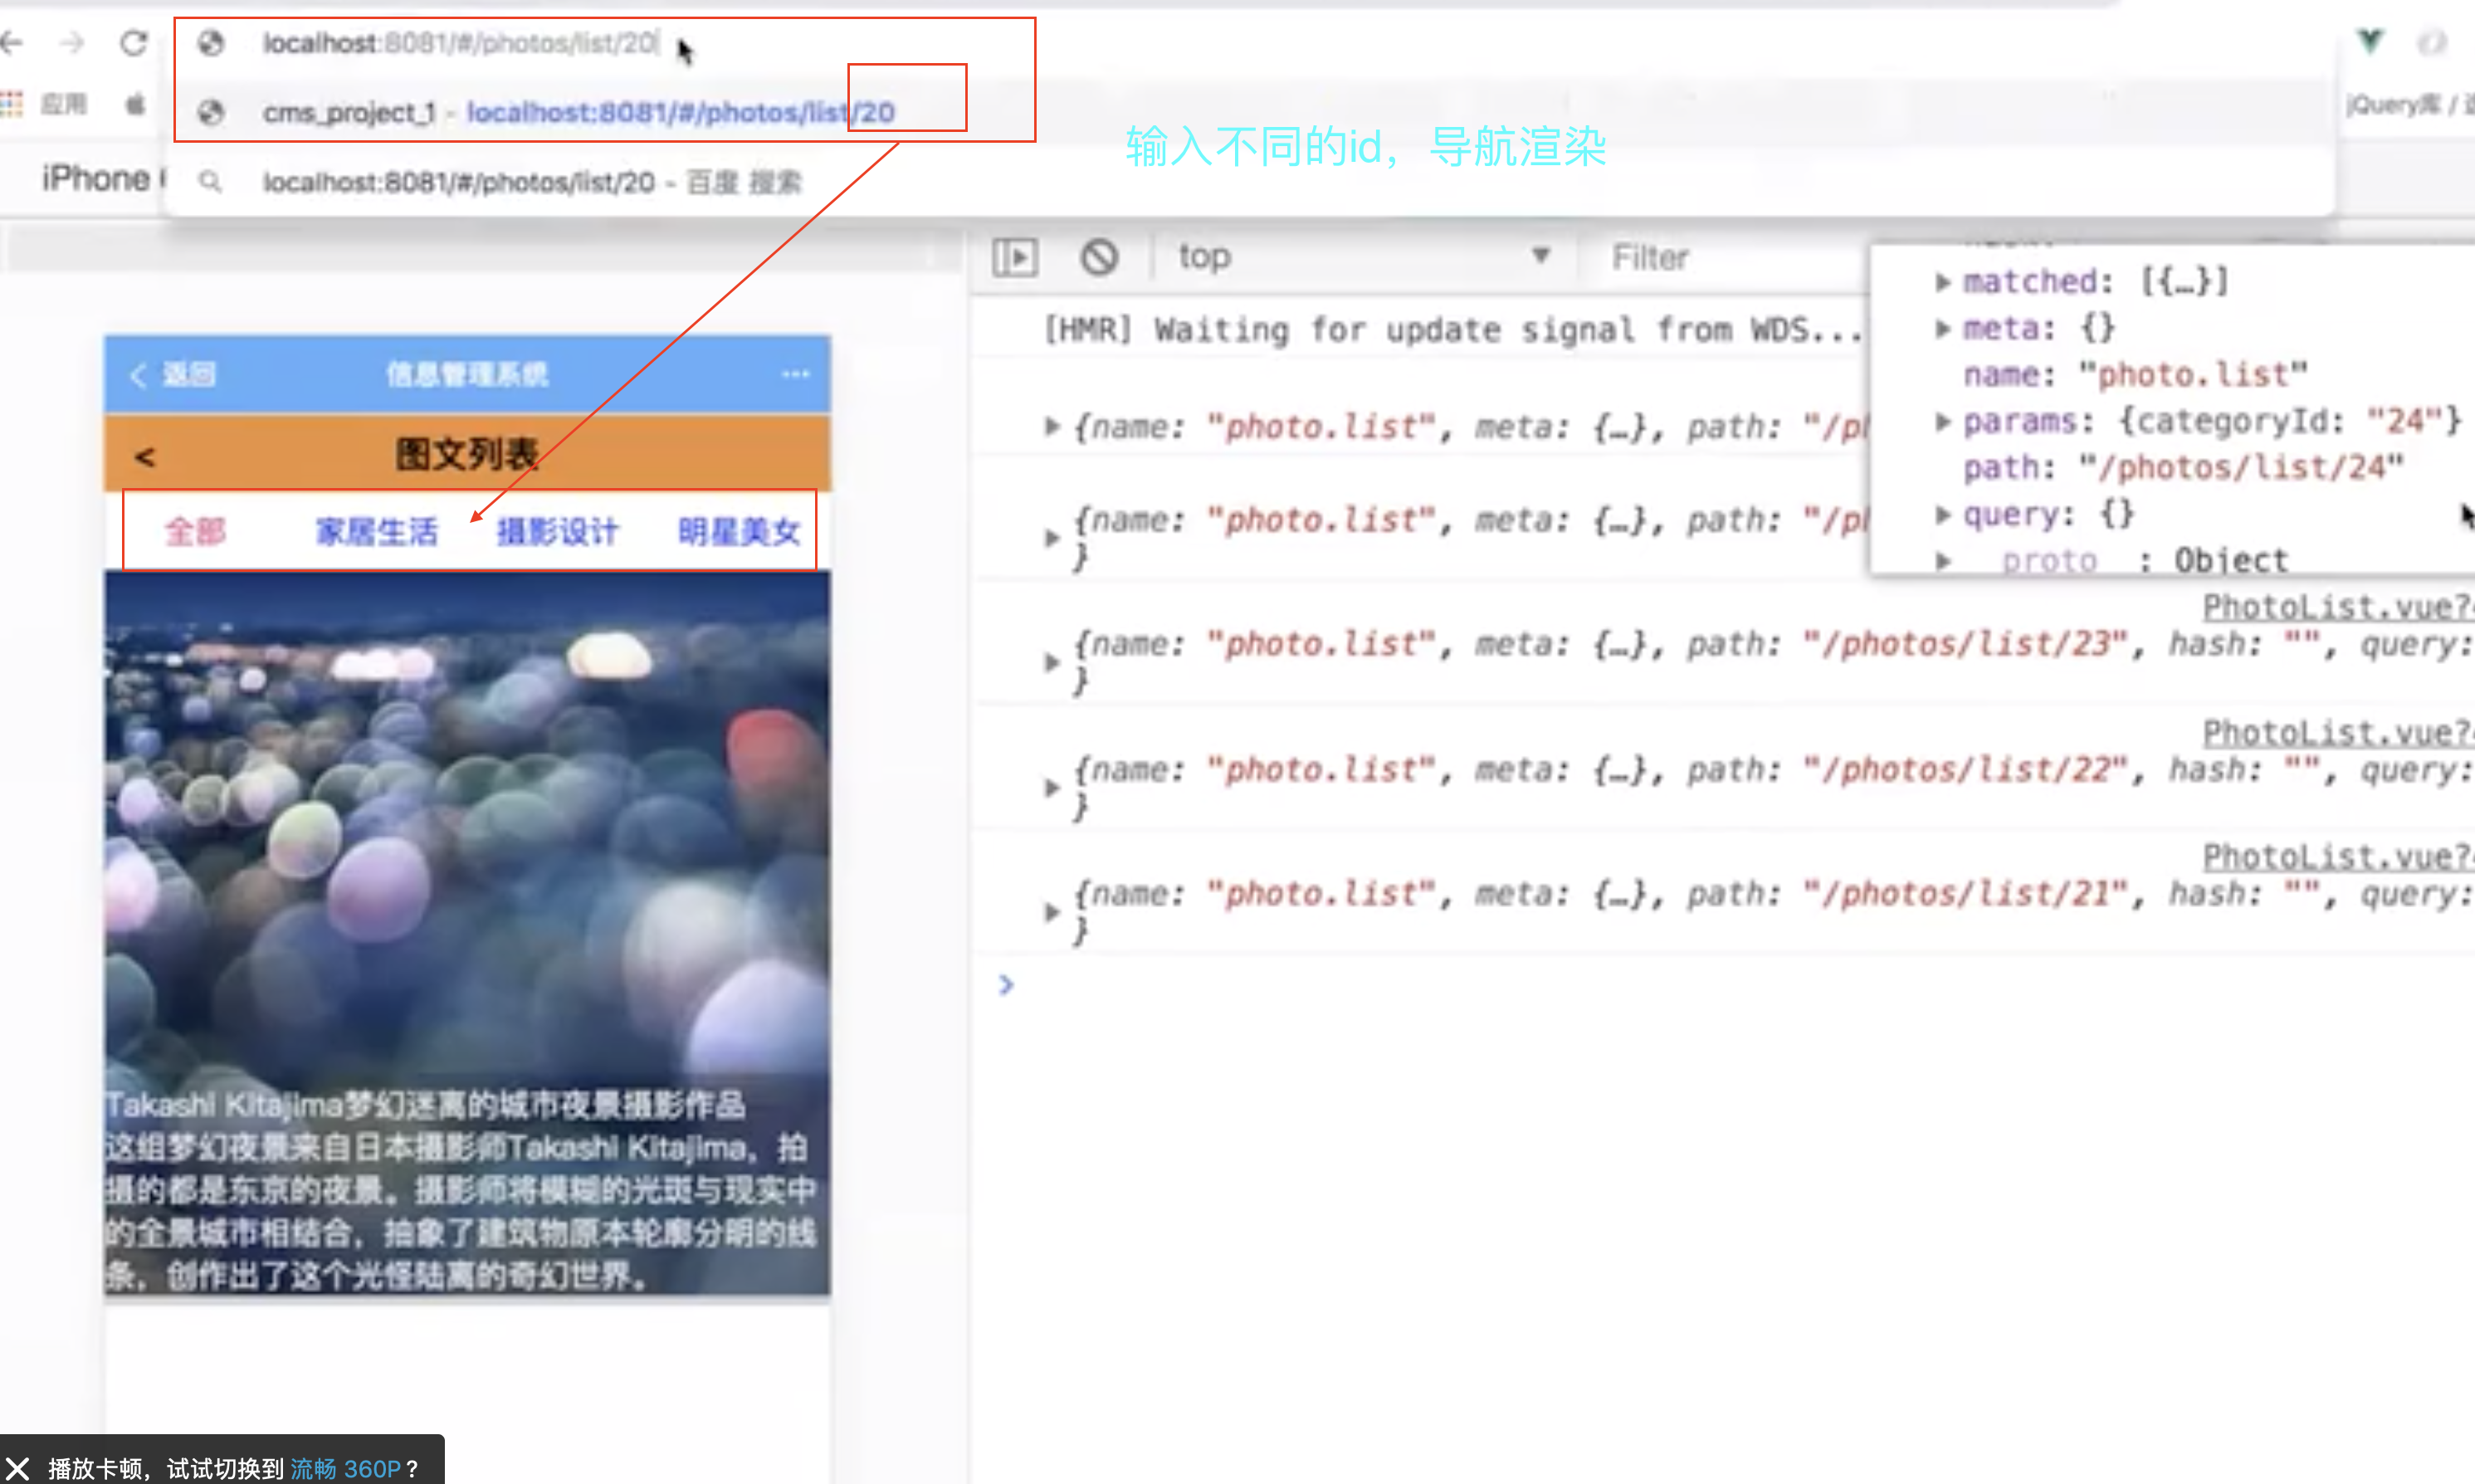 localhost:8081/#/photos/list/20
应用
cms_project_1 - localhost:8081/#/photos/list/20
jQuery库 /
输入不同的id，导航渲染
iPhone
localhost:8081/#/photos/list/20 - 百度 搜索
top
Filter
matched: [{…}]
[HMR] Waiting for update signal from WDS...
meta: {}
name: "photo.list"
{name: "photo.list", meta: {…}, path: "/p
params: {categoryId: "24"}
path: "/photos/list/24"
{name: "photo.list", meta: {…}, path: "/p
}
query: {}
proto : Object
PhotoList.vue?
{name: "photo.list", meta: {…}, path: "/photos/list/23", hash: "", query:
}
PhotoList.vue?
{name: "photo.list", meta: {…}, path: "/photos/list/22", hash: "", query:
}
PhotoList.vue?
{name: "photo.list", meta: {…}, path: "/photos/list/21", hash: "", query:
}
返回 信息管理系统 ...
< 图文列表
全部 家居生活 摄影设计 明星美女
Takashi Kitajima梦幻迷离的城市夜景摄影作品
这组梦幻夜景来自日本摄影师Takashi Kitajima，拍
摄的都是东京的夜景。摄影师将模糊的光斑与现实中
的全景城市相结合，抽象了建筑物原本轮廓分明的线
条，创作出了这个光怪陆离的奇幻世界。
播放卡顿，试试切换到 流畅 360P ?